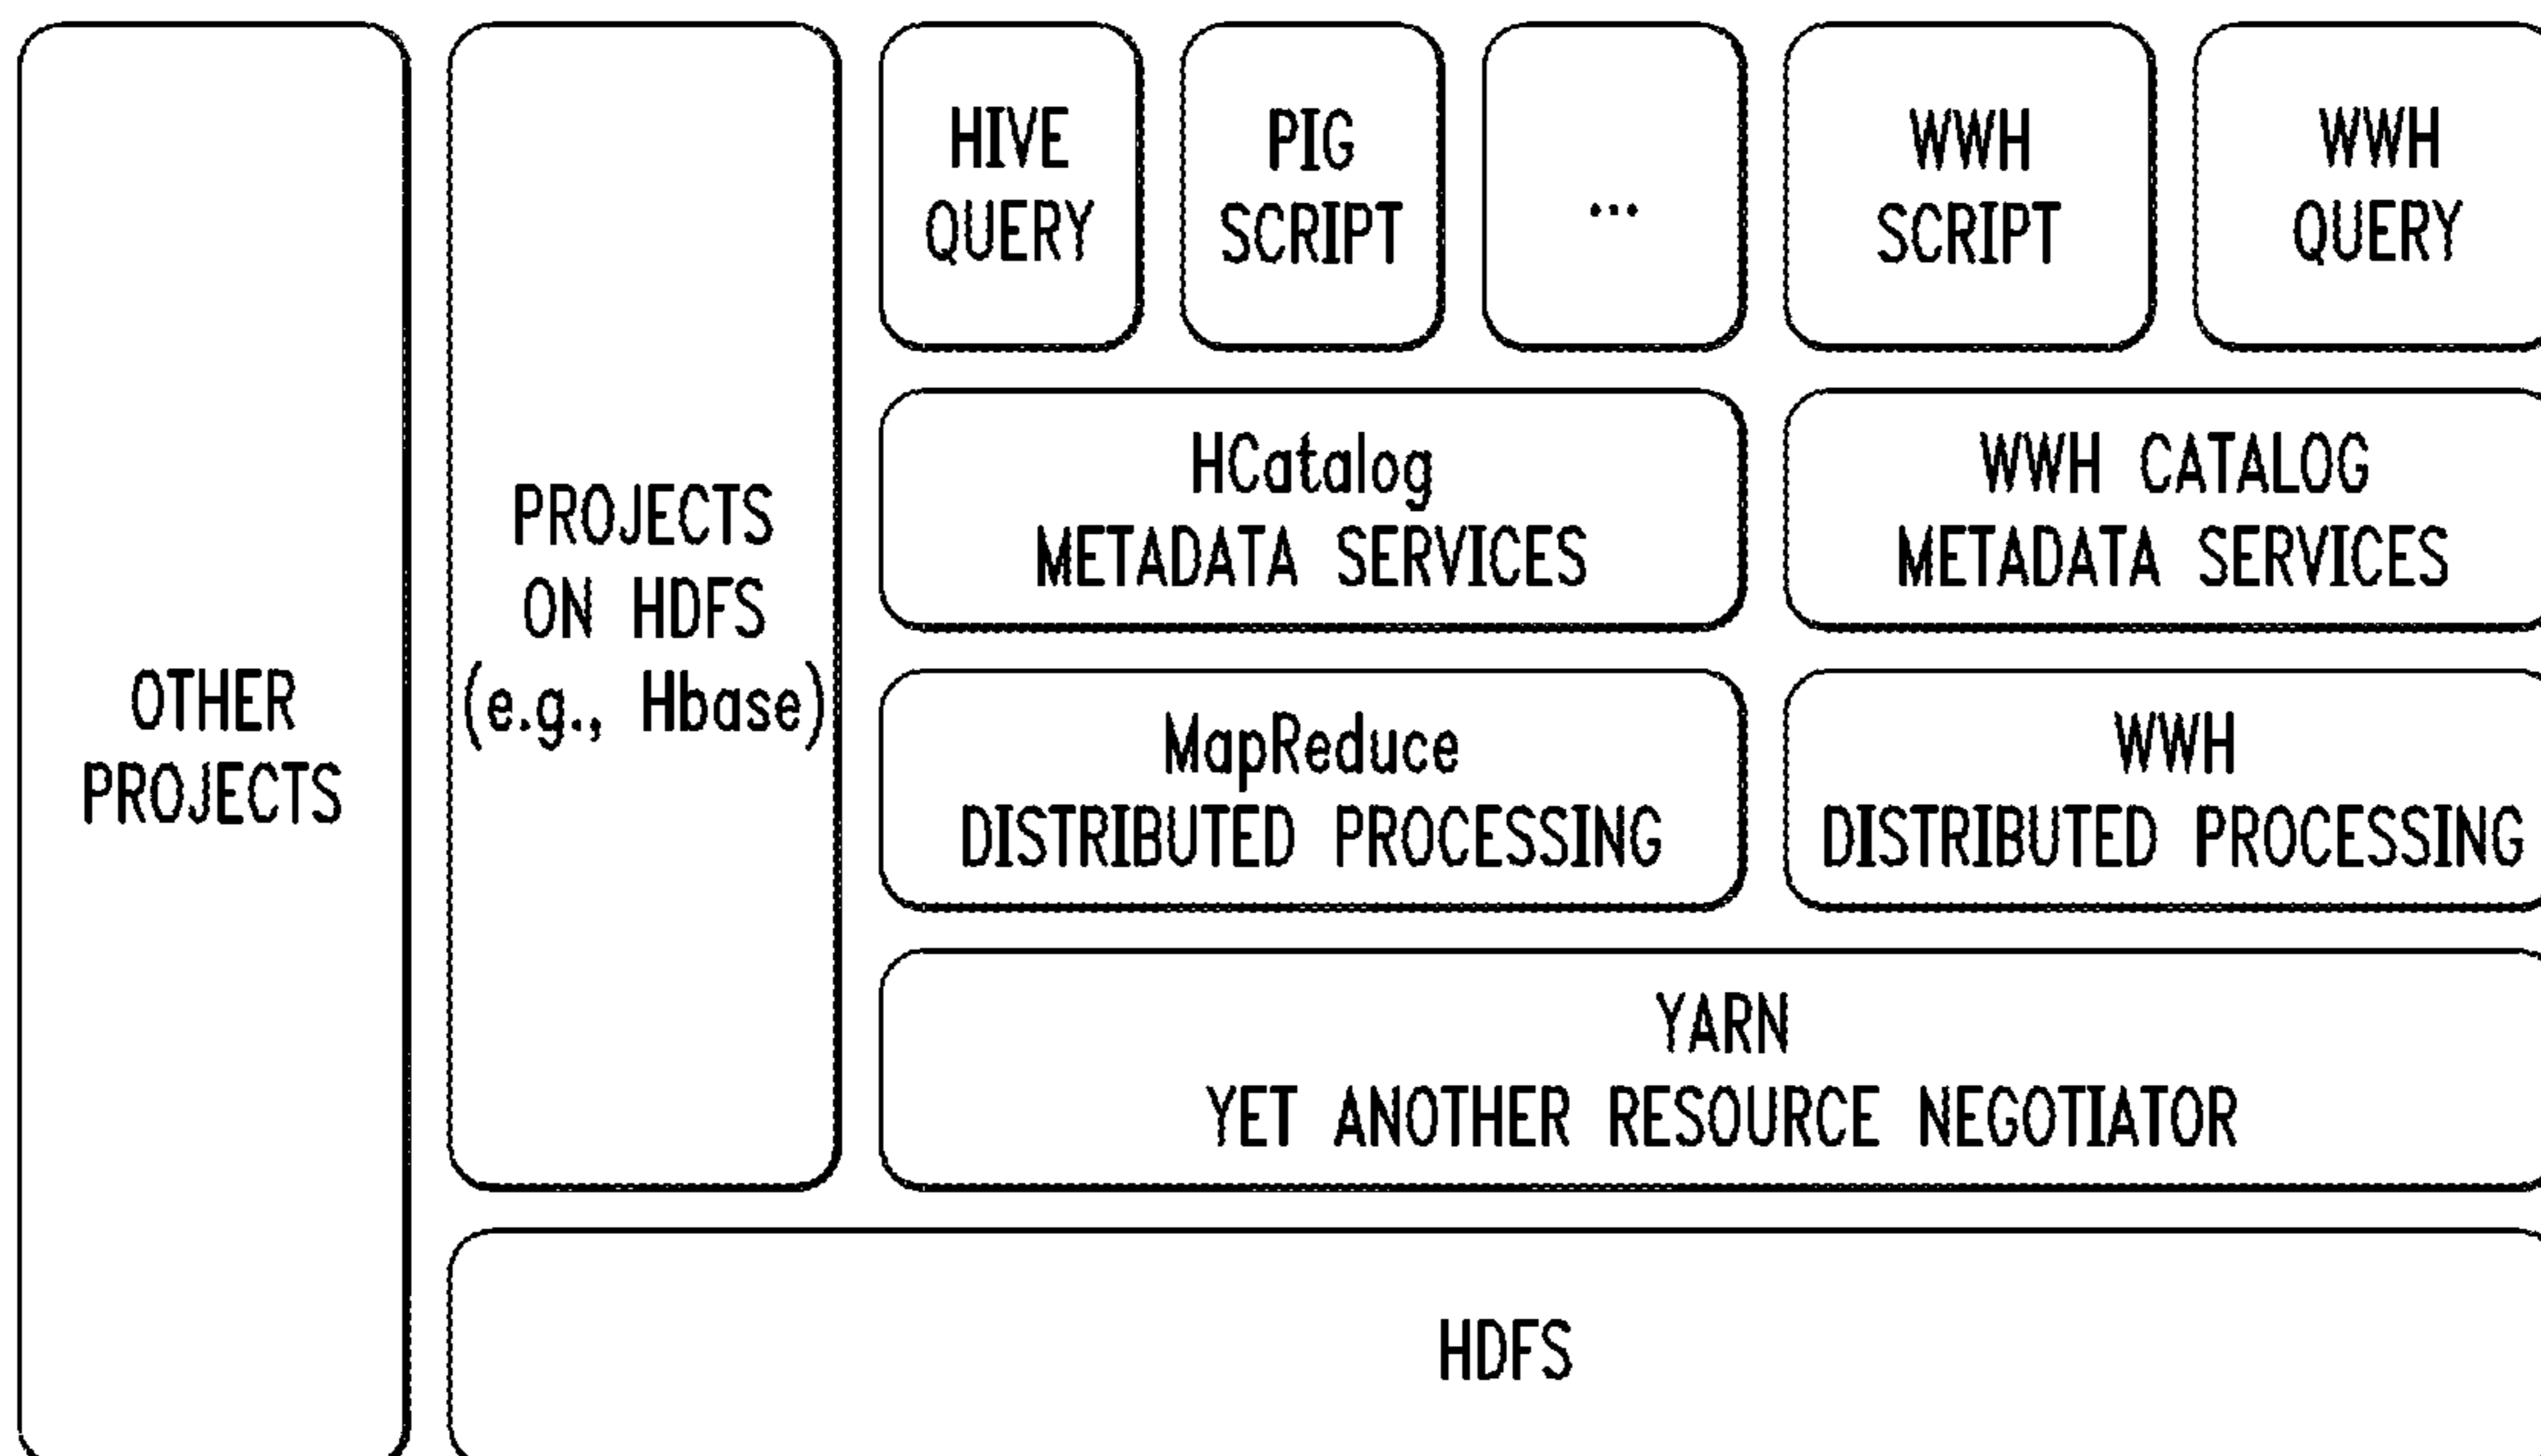 OTHER
PROJECTS
PROJECTS
ON HDFS
(e.g., Hbase)
HIVE
QUERY
PIG
SCRIPT
...
WWH
SCRIPT
WWH
QUERY
HCatalog
METADATA SERVICES
WWH CATALOG
METADATA SERVICES
MapReduce
DISTRIBUTED PROCESSING
WWH
DISTRIBUTED PROCESSING
YARN
YET ANOTHER RESOURCE NEGOTIATOR
HDFS